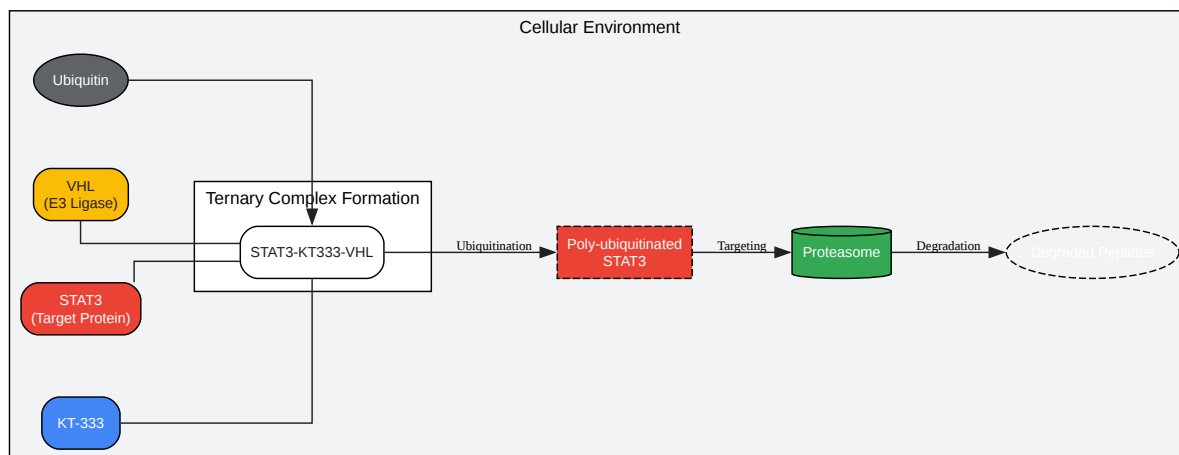 Cellular Environment
Ubiquitin
VHL
(E3 Ligase)
Ternary Complex Formation
STAT3-KT333-VHL
Ubiquitination
Poly-ubiquitinated
STAT3
Targeting
Proteasome
Degradation
Degraded Peptides
STAT3
(Target Protein)
KT-333